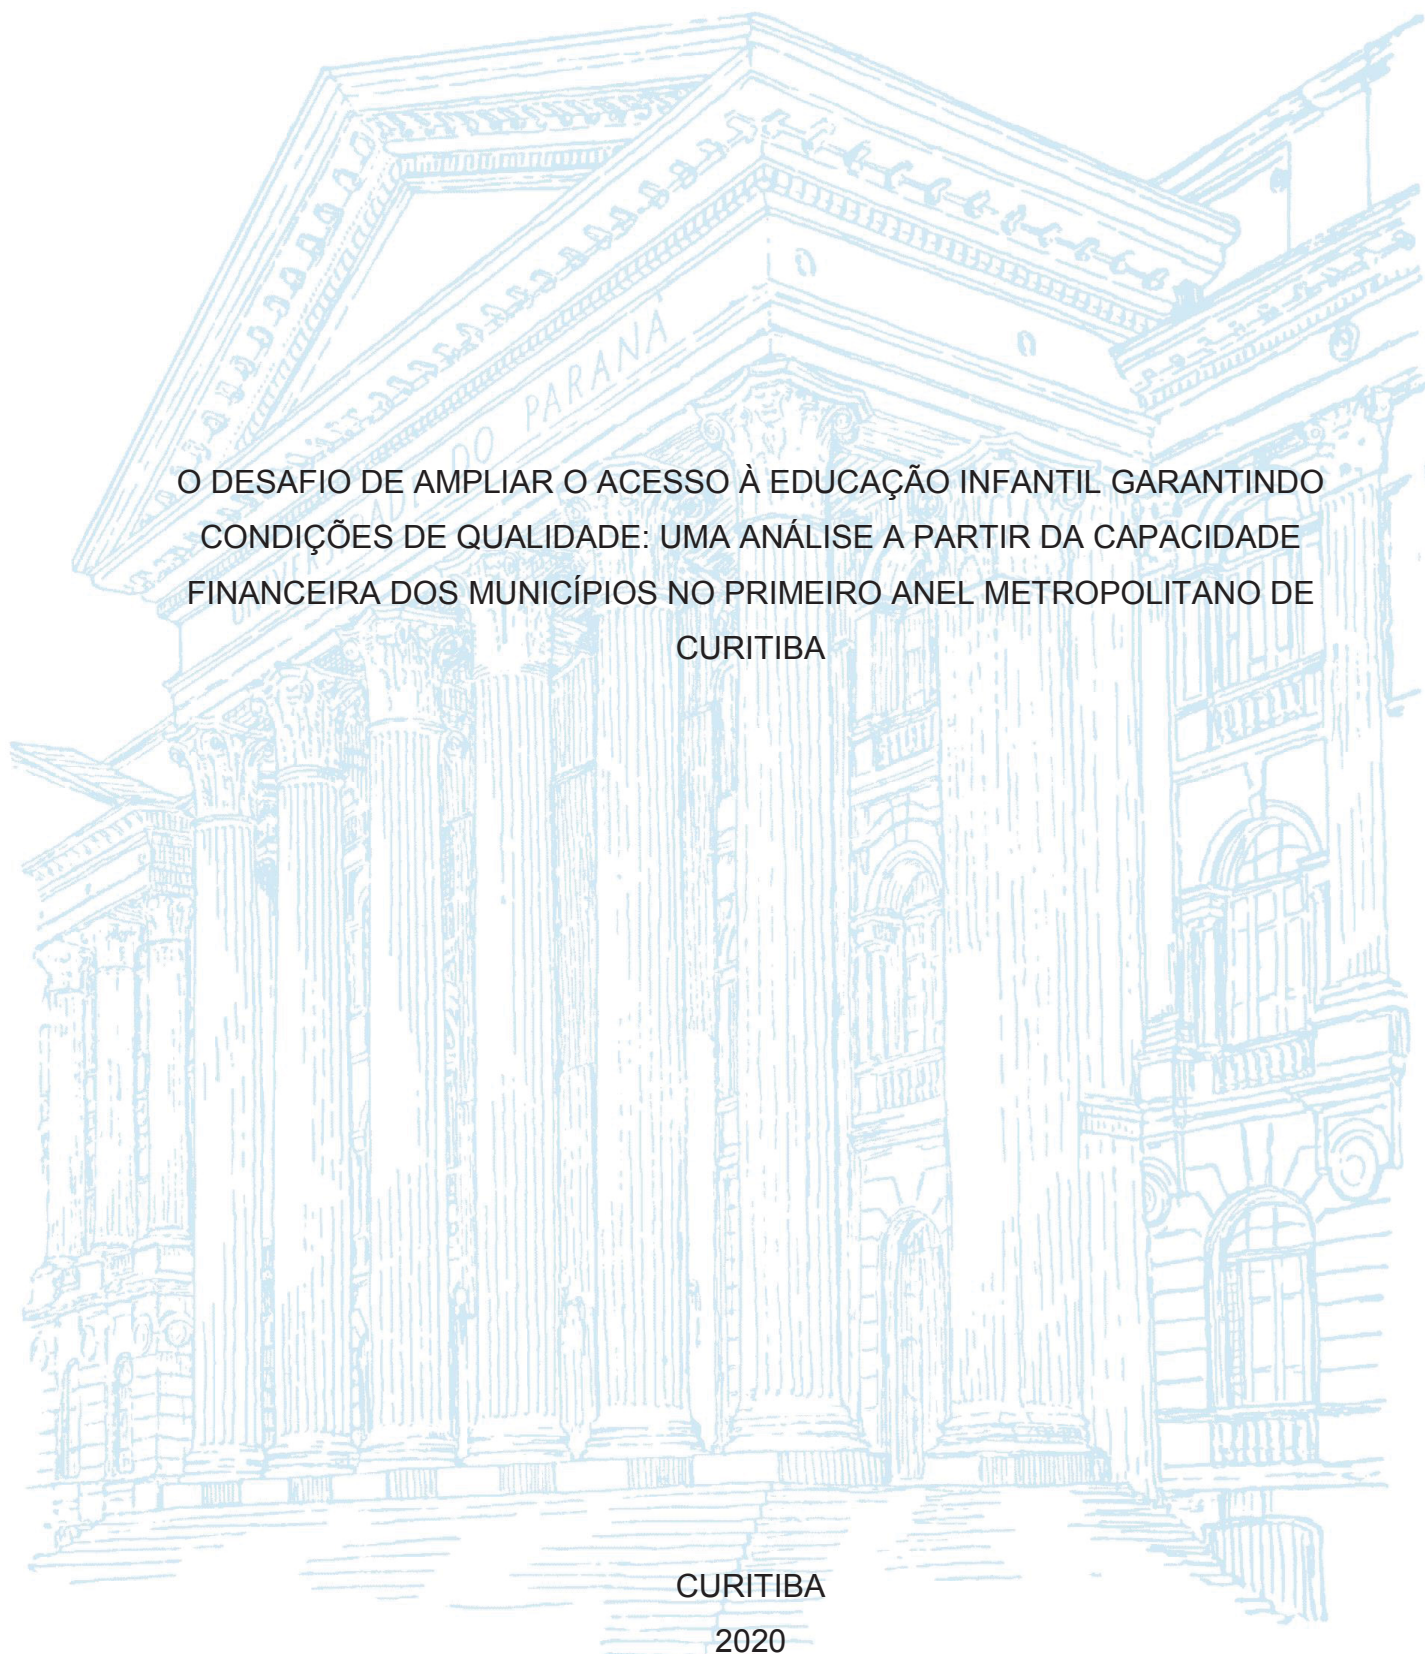 DO PARANÁ
O DESAFIO DE AMPLIAR O ACESSO À EDUCAÇÃO INFANTIL GARANTINDO
CONDIÇÕES DE QUALIDADE: UMA ANÁLISE A PARTIR DA CAPACIDADE
FINANCEIRA DOS MUNICÍPIOS NO PRIMEIRO ANEL METROPOLITANO DE
CURITIBA
CURITIBA
2020